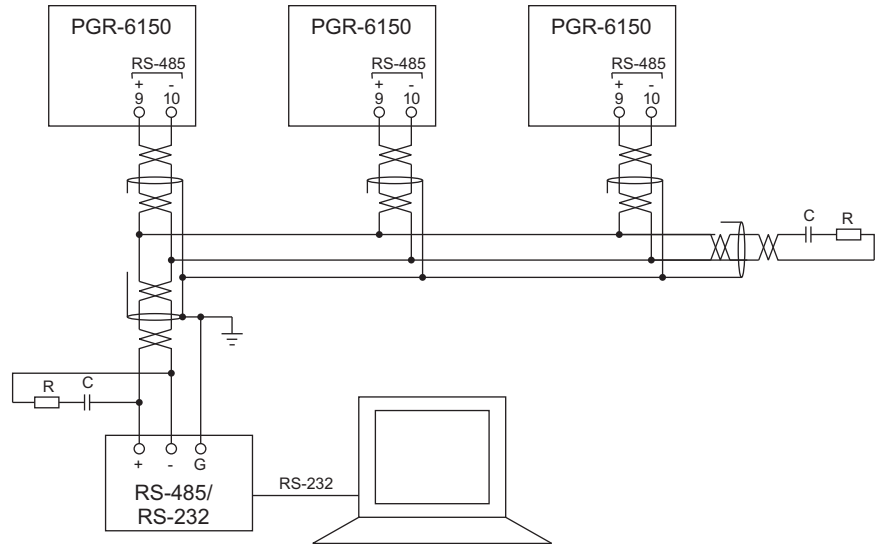 PGR-6150
RS-485
+ -
9 10
PGR-6150
RS-485
+ -
9 10
PGR-6150
RS-485
+ -
9 10
C R
R C
+ - G
RS-485/
RS-232
RS-232